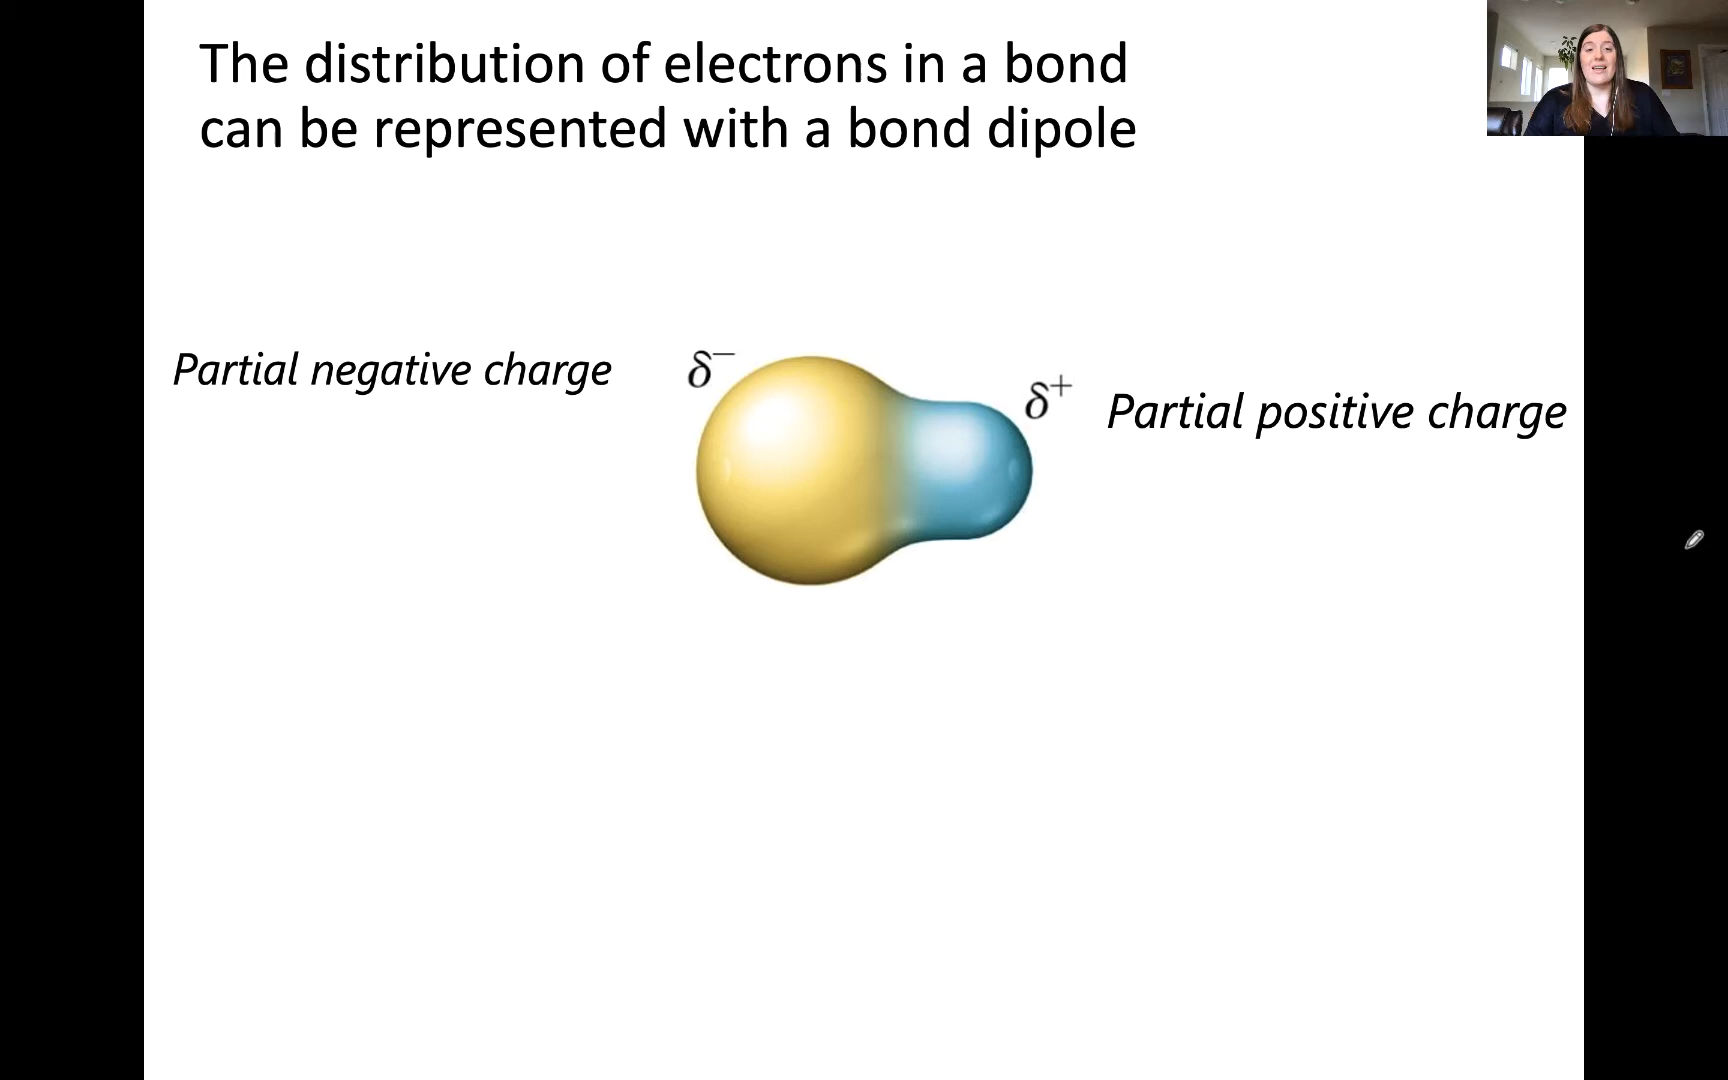 The distribution of electrons in a bond
can be represented with a bond dipole
Partial negative charge
δ⁻
δ⁺
Partial positive charge